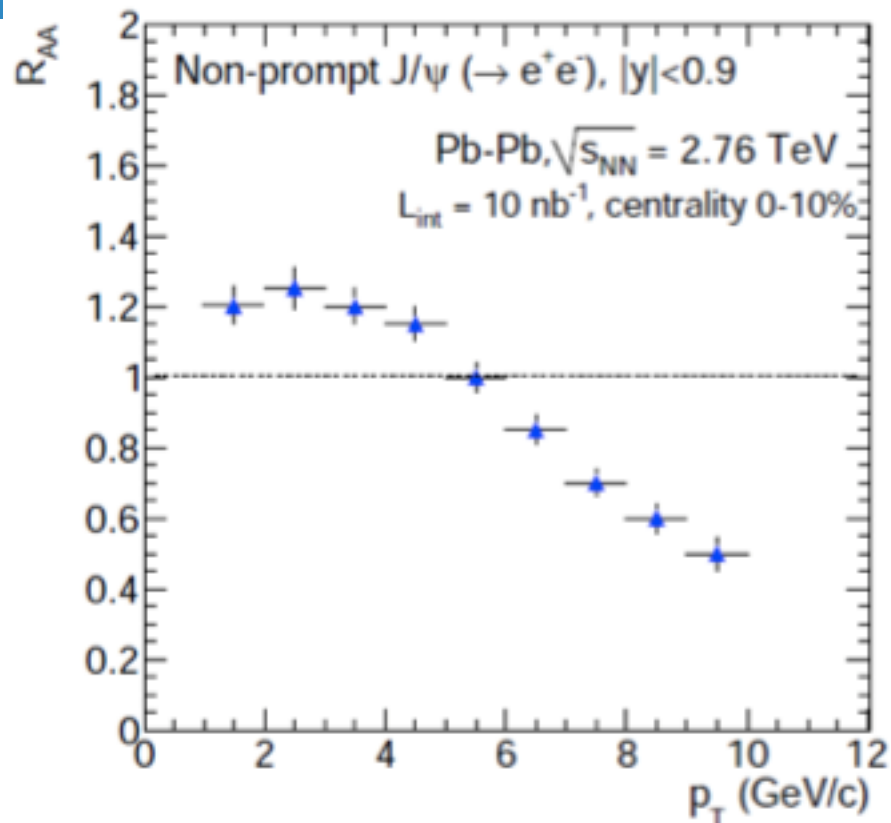 R_AA
2
Non-prompt J/ψ (→ e⁺e⁻), |y|<0.9
1.8
Pb-Pb,√s_NN = 2.76 TeV
1.6
L_int = 10 nb⁻¹, centrality 0-10%
1.4
1.2
1
0.8
0.6
0.4
0.2
0
0 2 4 6 8 10 12
p_T (GeV/c)